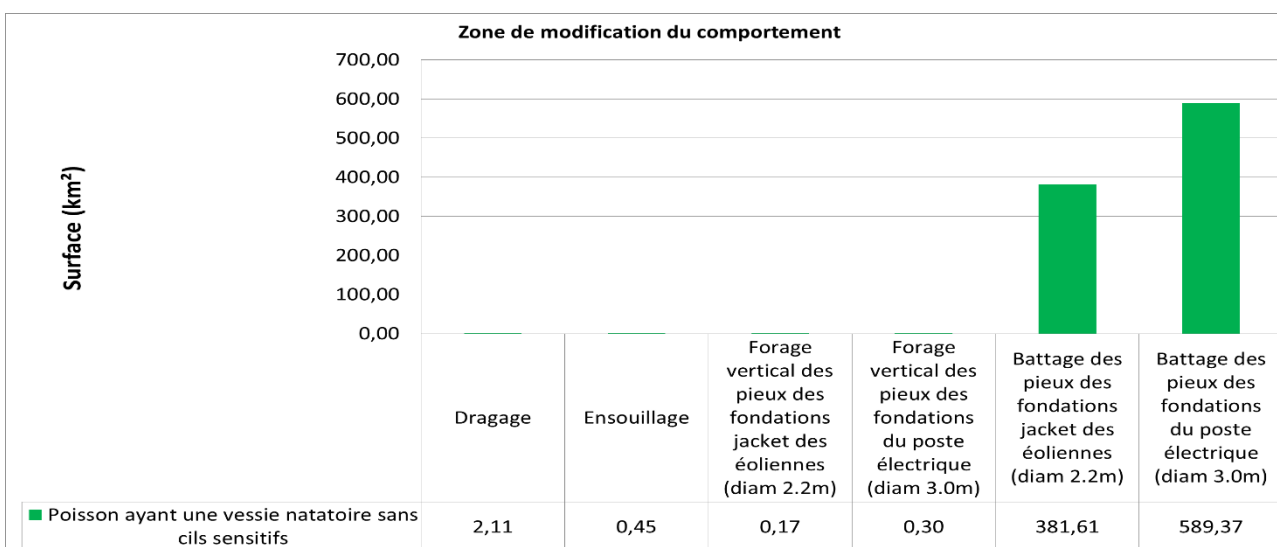 Zone de modification du comportement
Surface (km²)
700,00
600,00
500,00
400,00
300,00
200,00
100,00
0,00
Dragage
Ensouillage
Forage
vertical des
pieux des
fondations
jacket des
éoliennes
(diam 2.2m)
Forage
vertical des
pieux des
fondations
du poste
électrique
(diam 3.0m)
Battage des
pieux des
fondations
jacket des
éoliennes
(diam 2.2m)
Battage des
pieux des
fondations
du poste
électrique
(diam 3.0m)
Poisson ayant une vessie natatoire sans
cils sensitifs
2,11
0,45
0,17
0,30
381,61
589,37